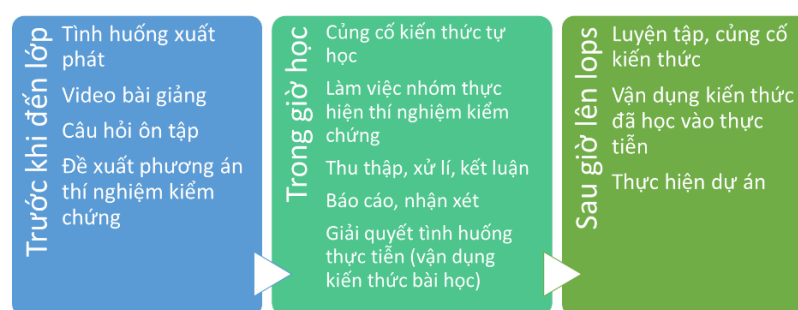 Trước khi đến lớp
Tình huống xuất
phát
Video bài giảng
Câu hỏi ôn tập
Đề xuất phương án
thí nghiệm kiểm
chứng
Trong giờ học
Củng cố kiến thức tự
học
Làm việc nhóm thực
hiện thí nghiệm kiểm
chứng
Thu thập, xử lí, kết luận
Báo cáo, nhận xét
Giải quyết tình huống
thực tiễn (vận dụng
kiến thức bài học)
Sau giờ lên lops
Luyện tập, củng cố
kiến thức
Vận dụng kiến thức
đã học vào thực
tiễn
Thực hiện dự án